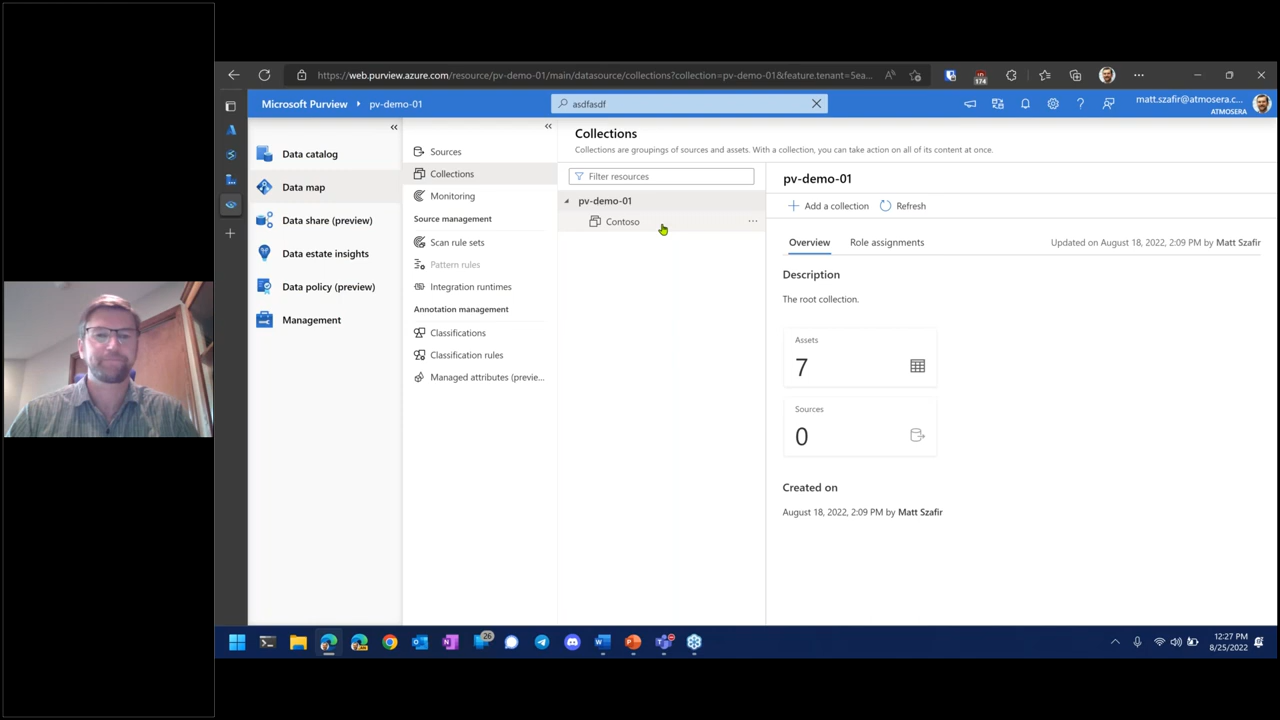 https://web.purview.azure.com/resource/pv-demo-01/main/datasource/collections?collection=pv-demo-01&feature.tenant=5ea...
174
Microsoft Purview
pv-demo-01
asdfasdf
matt.szafir@atmosera.c...
ATMOSERA
Data catalog
Data map
Data share (preview)
Data estate insights
Data policy (preview)
Management
Sources
Collections
Monitoring
Source management
Scan rule sets
Pattern rules
Integration runtimes
Annotation management
Classifications
Classification rules
Managed attributes (previe...
Collections
Collections are groupings of sources and assets. With a collection, you can take action on all of its content at once.
Filter resources
pv-demo-01
Contoso
pv-demo-01
Add a collection
Refresh
Overview
Role assignments
Updated on August 18, 2022, 2:09 PM by Matt Szafir
Description
The root collection.
Assets
7
Sources
0
Created on
August 18, 2022, 2:09 PM by Matt Szafir
26
12:27 PM
8/25/2022